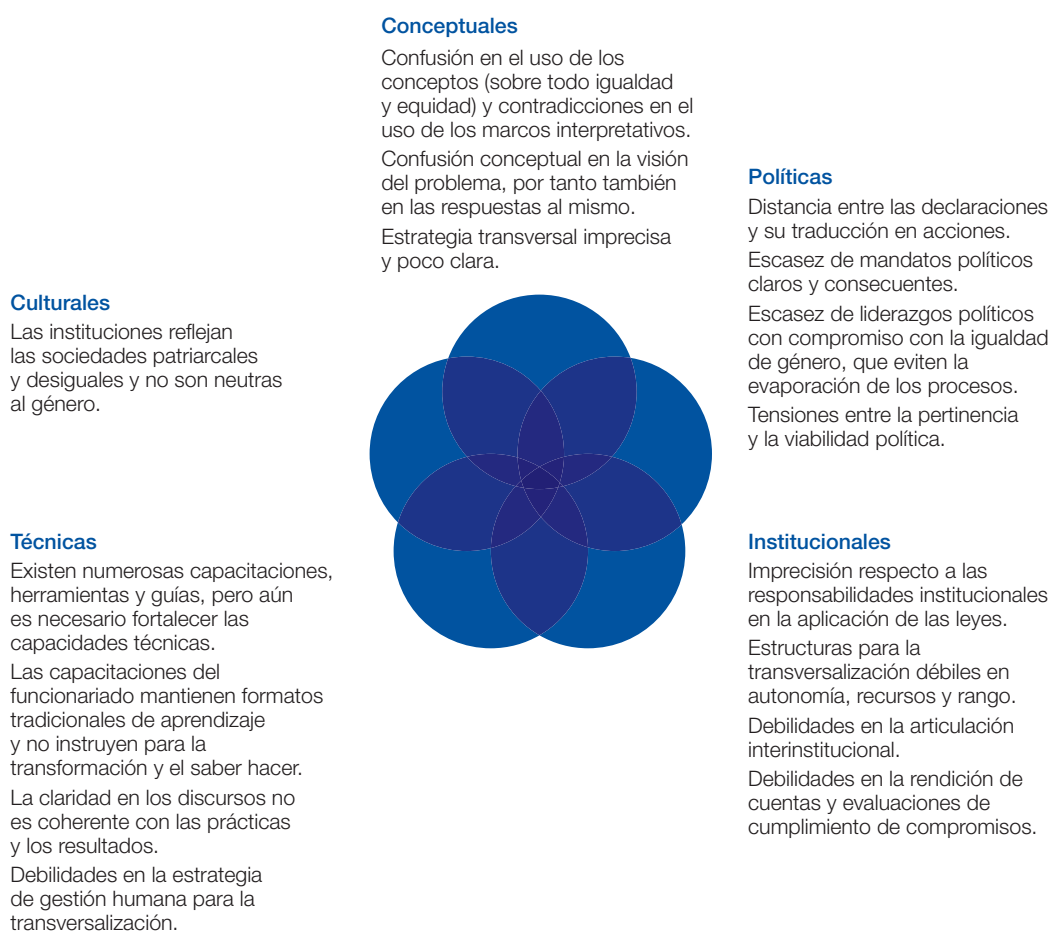 Conceptuales
Confusión en el uso de los
conceptos (sobre todo igualdad
y equidad) y contradicciones en el
uso de los marcos interpretativos.
Confusión conceptual en la visión
del problema, por tanto también
en las respuestas al mismo.
Estrategia transversal imprecisa
y poco clara.
Políticas
Distancia entre las declaraciones
y su traducción en acciones.
Escasez de mandatos políticos
claros y consecuentes.
Escasez de liderazgos políticos
con compromiso con la igualdad
de género, que eviten la
evaporación de los procesos.
Tensiones entre la pertinencia
y la viabilidad política.
Culturales
Las instituciones reflejan
las sociedades patriarcales
y desiguales y no son neutras
al género.
Técnicas
Existen numerosas capacitaciones,
herramientas y guías, pero aún
es necesario fortalecer las
capacidades técnicas.
Las capacitaciones del
funcionariado mantienen formatos
tradicionales de aprendizaje
y no instruyen para la
transformación y el saber hacer.
La claridad en los discursos no
es coherente con las prácticas
y los resultados.
Debilidades en la estrategia
de gestión humana para la
transversalización.
Institucionales
Imprecisión respecto a las
responsabilidades institucionales
en la aplicación de las leyes.
Estructuras para la
transversalización débiles en
autonomía, recursos y rango.
Debilidades en la articulación
interinstitucional.
Debilidades en la rendición de
cuentas y evaluaciones de
cumplimiento de compromisos.